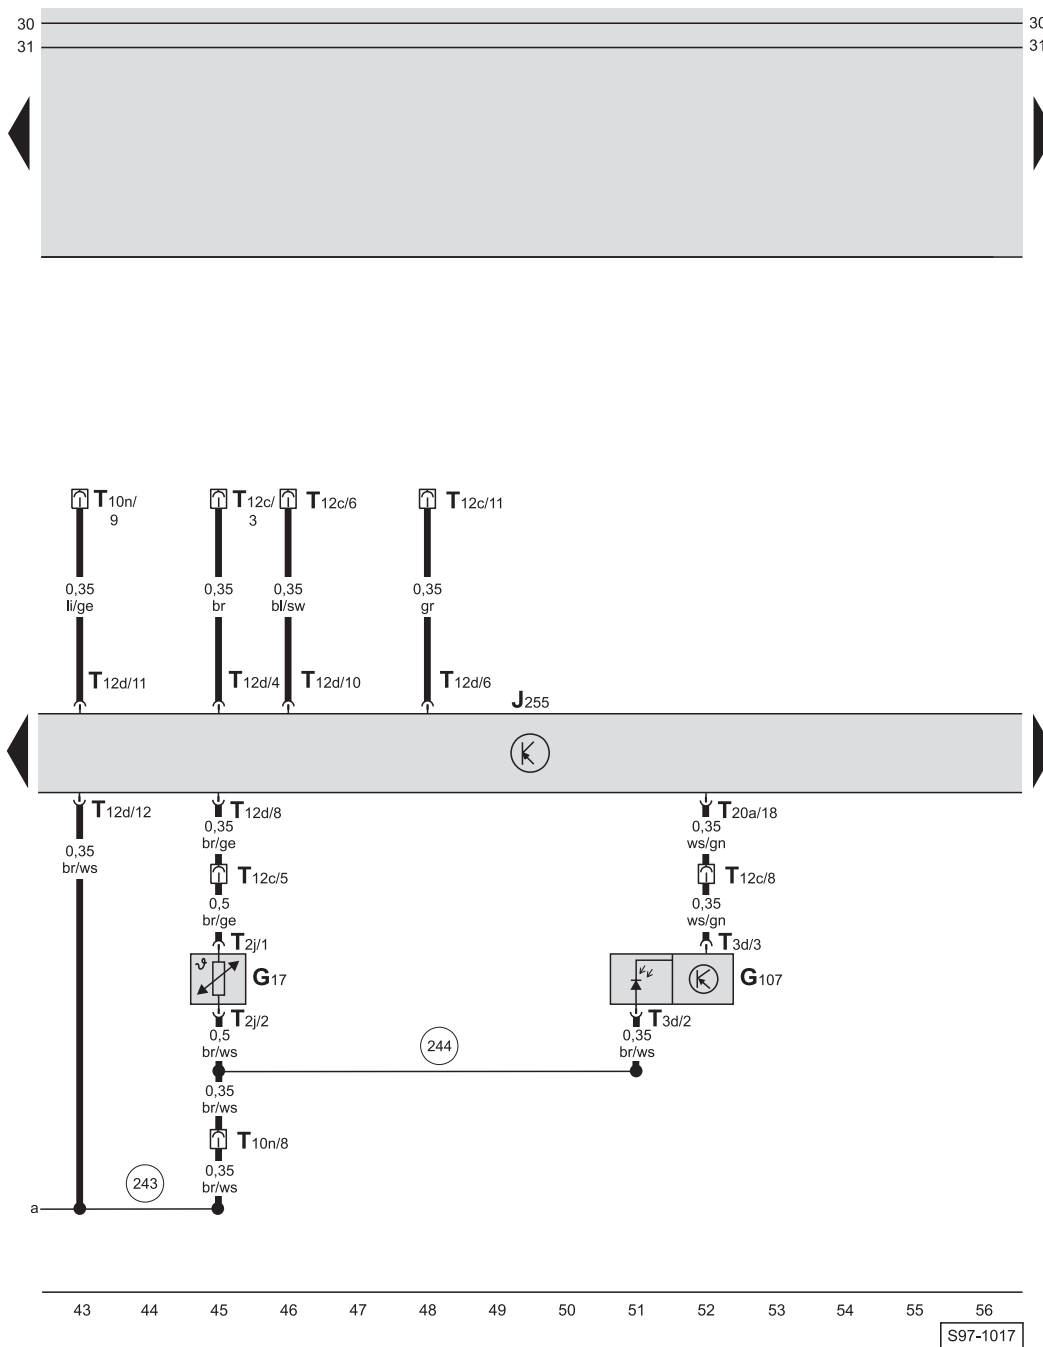 30 30
31 31
T10n/ T12c/ T12c/6 T12c/11
9 3
0,35 0,35 0,35 0,35
li/ge br bl/sw gr
T12d/11 T12d/4 T12d/10 T12d/6
J255
T12d/12 T12d/8 T20a/18
0,35 0,35
br/ge ws/gn
0,35
br/ws
T12c/5 T12c/8
0,5 0,35
br/ge ws/gn
T2j/1 T3d/3
ϑ G17 G107
T2j/2 T3d/2
0,5 0,35
br/ws 244 br/ws
0,35
br/ws
T10n/8
0,35
243 br/ws
a
43 44 45 46 47 48 49 50 51 52 53 54 55 56
S97-1017